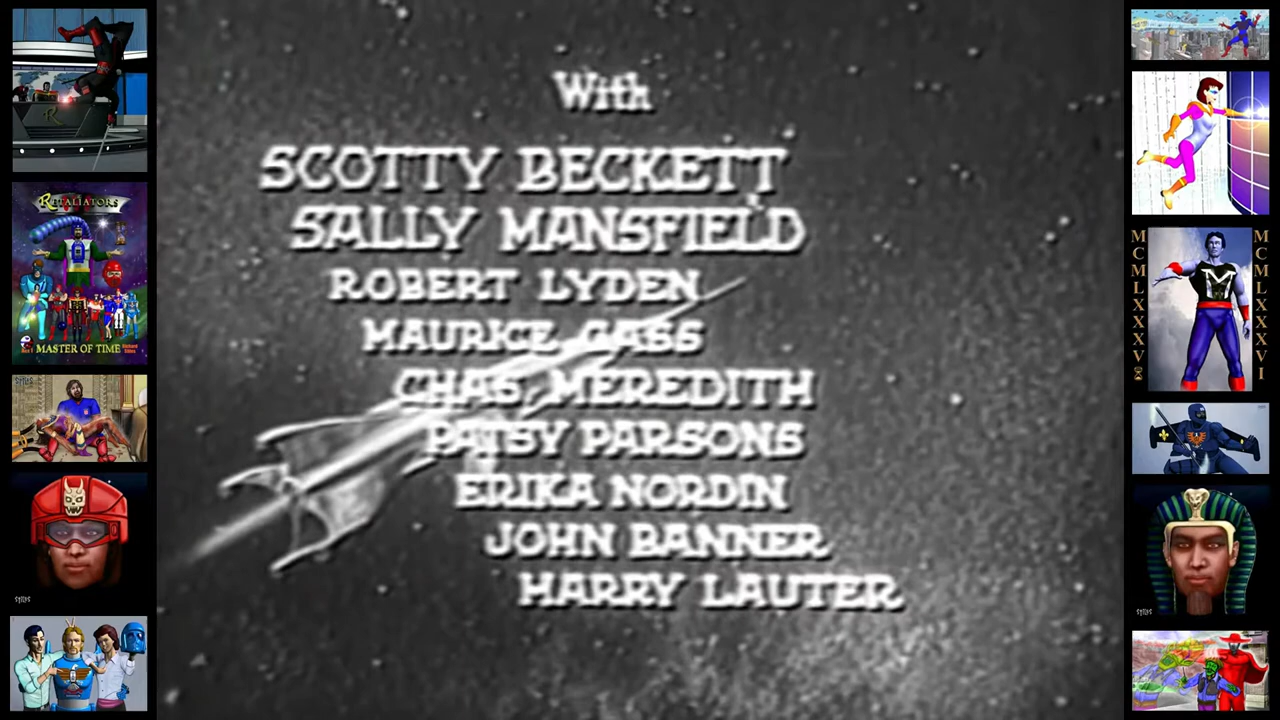 With
SCOTTY BECKETT
SALLY MANSFIELD
ROBERT LYDEN
MAURICE CASS
CHAS. MEREDITH
PATSY PARSONS
ERIKA NORDIN
JOHN BANNER
HARRY LAUTER
RETALIATORS
MASTER OF TIME
MCMLXXXV
MCMLXXXVI